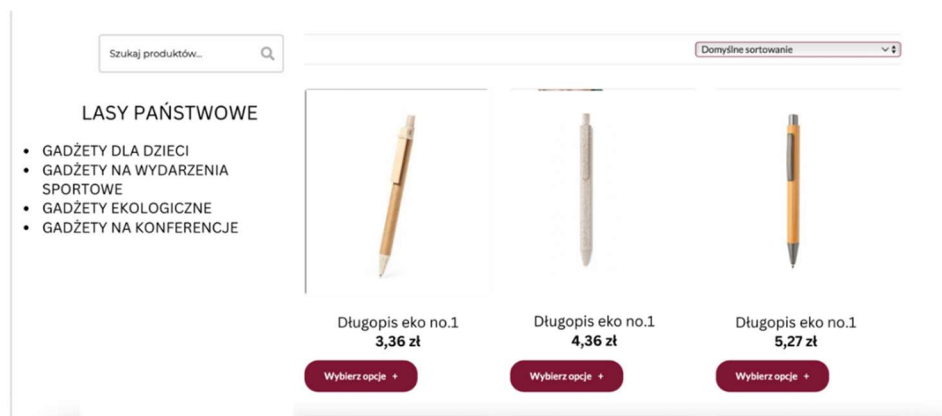 Szukaj produktów...
Domyślne sortowanie
LASY PAŃSTWOWE
• GADŻETY DLA DZIECI
• GADŻETY NA WYDARZENIA
SPORTOWE
• GADŻETY EKOLOGICZNE
• GADŻETY NA KONFERENCJE
Długopis eko no.1
3,36 zł
Wybierz opcje +
Długopis eko no.1
4,36 zł
Wybierz opcje +
Długopis eko no.1
5,27 zł
Wybierz opcje +